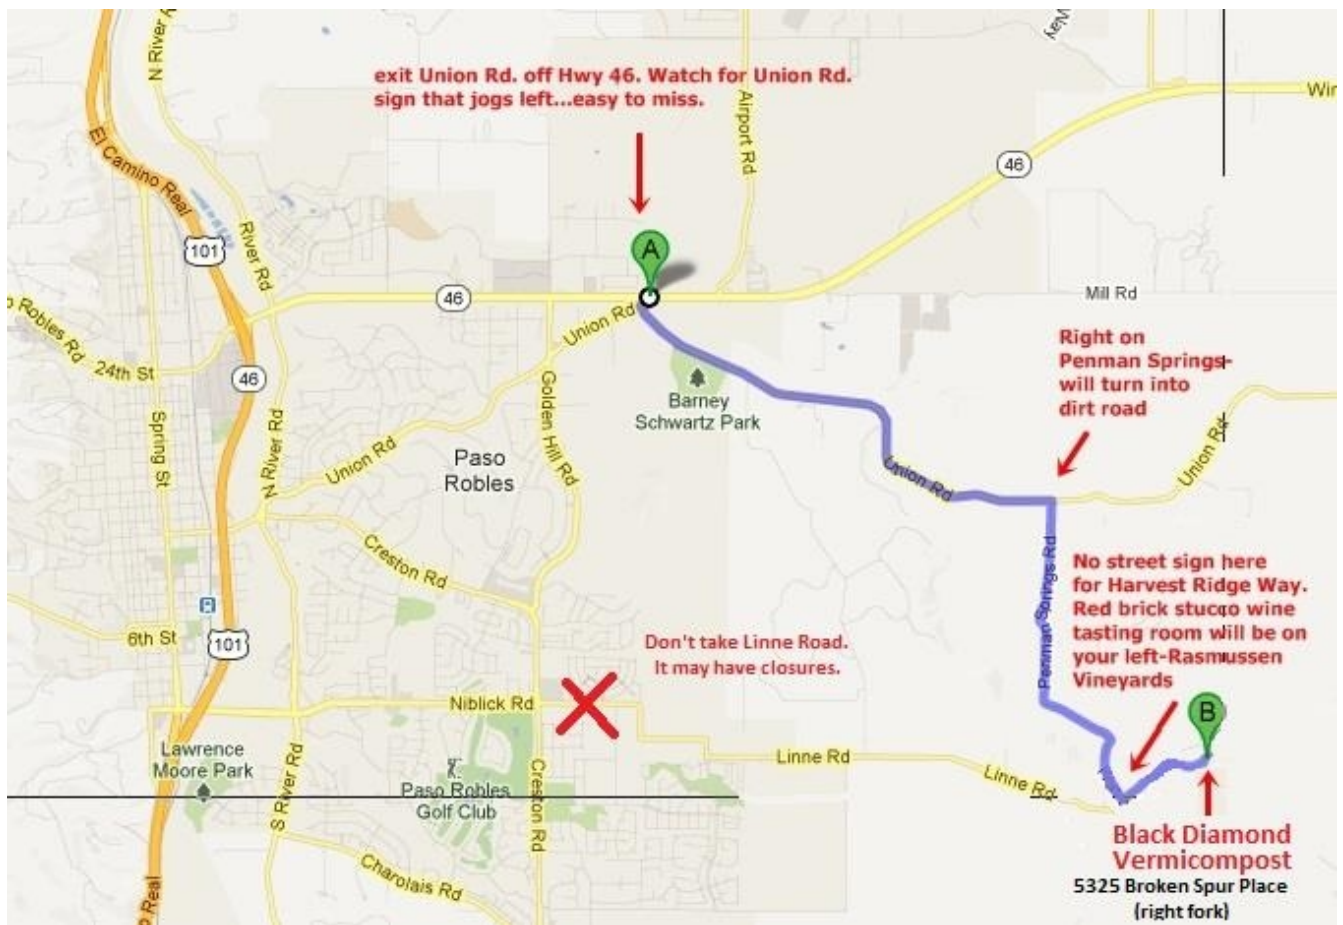 N River R
Way
exit Union Rd. off Hwy 46. Watch for Union Rd.
sign that jogs left...easy to miss.
Airport Rd
Win
El Camino Real
46
101
River Rd
A
46
Mill Rd
o Robles Rd
Union Rd
24th St
46
Right on
Penman Springs-
will turn into
dirt road
Golden Hill Rd
Barney
Schwartz Park
Spring St
N River Rd
Union Rd
Paso
Robles
Union Rd
Union Rd
Creston Rd
Penman Springs Rd
No street sign here
for Harvest Ridge Way.
Red brick stucco wine
tasting room will be on
your left-Rasmussen
Vineyards
6th St
101
Don't take Linne Road.
It may have closures.
Niblick Rd
B
Lawrence
Moore Park
Linne Rd
Linne Rd
S River Rd
Paso Robles
Golf Club
Creston Rd
Black Diamond
Vermicompost
5325 Broken Spur Place
(right fork)
Charolais Rd
o Real